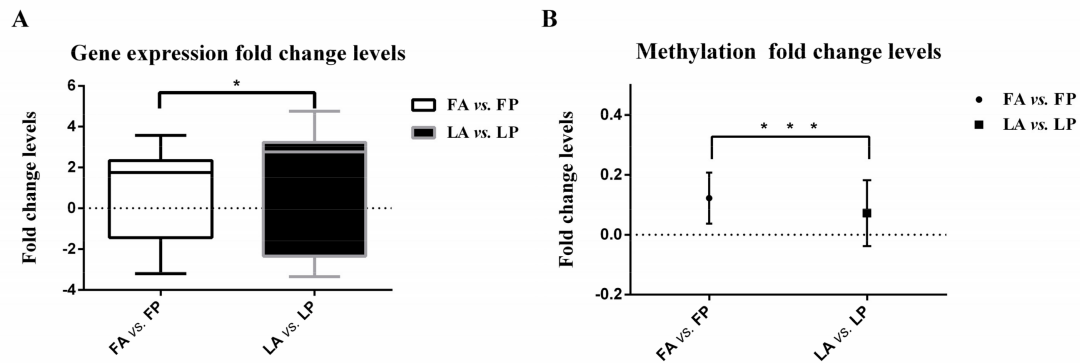 A
Gene expression fold change levels
Fold change levels
6
4
2
0
-2
-4
*
FA vs. FP
LA vs. LP
FA vs. FP
LA vs. LP
B
Methylation fold change levels
Fold change levels
0.4
0.2
0.0
-0.2
* * *
FA vs. FP
LA vs. LP
FA vs. FP
LA vs. LP